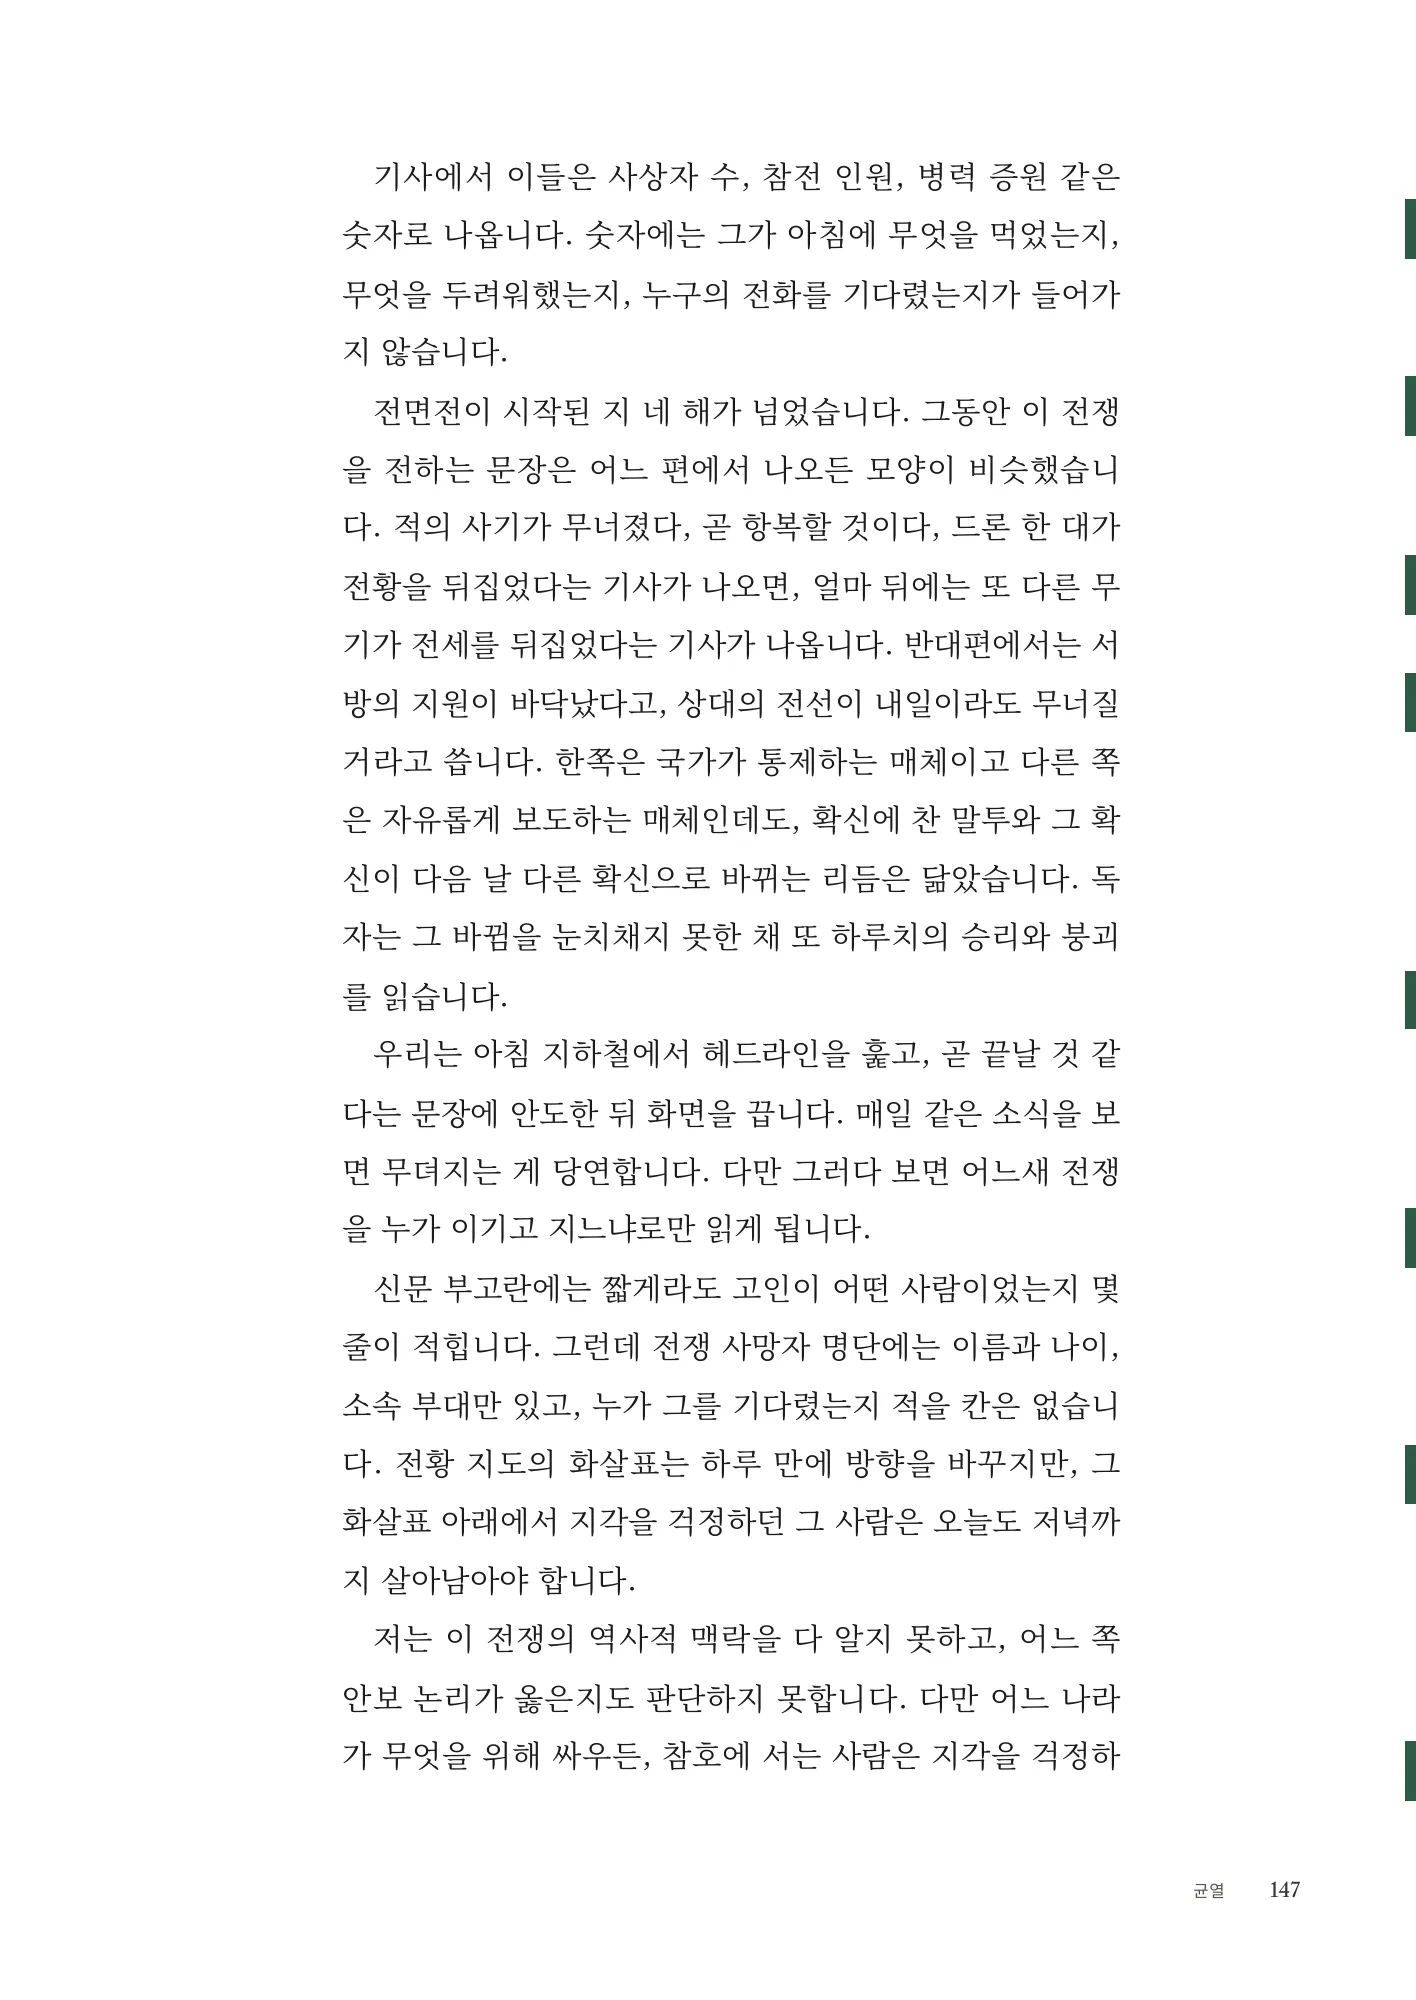 기사에서 이들은 사상자 수, 참전 인원, 병력 증원 같은
숫자로 나옵니다. 숫자에는 그가 아침에 무엇을 먹었는지,
무엇을 두려워했는지, 누구의 전화를 기다렸는지가 들어가
지 않습니다.
전면전이 시작된 지 네 해가 넘었습니다. 그동안 이 전쟁
을 전하는 문장은 어느 편에서 나오든 모양이 비슷했습니
다. 적의 사기가 무너졌다, 곧 항복할 것이다, 드론 한 대가
전황을 뒤집었다는 기사가 나오면, 얼마 뒤에는 또 다른 무
기가 전세를 뒤집었다는 기사가 나옵니다. 반대편에서는 서
방의 지원이 바닥났다고, 상대의 전선이 내일이라도 무너질
거라고 씁니다. 한쪽은 국가가 통제하는 매체이고 다른 쪽
은 자유롭게 보도하는 매체인데도, 확신에 찬 말투와 그 확
신이 다음 날 다른 확신으로 바뀌는 리듬은 닮았습니다. 독
자는 그 바뀜을 눈치채지 못한 채 또 하루치의 승리와 붕괴
를 읽습니다.
우리는 아침 지하철에서 헤드라인을 훑고, 곧 끝날 것 같
다는 문장에 안도한 뒤 화면을 끕니다. 매일 같은 소식을 보
면 무뎌지는 게 당연합니다. 다만 그러다 보면 어느새 전쟁
을 누가 이기고 지느냐로만 읽게 됩니다.
신문 부고란에는 짧게라도 고인이 어떤 사람이었는지 몇
줄이 적힙니다. 그런데 전쟁 사망자 명단에는 이름과 나이,
소속 부대만 있고, 누가 그를 기다렸는지 적을 칸은 없습니
다. 전황 지도의 화살표는 하루 만에 방향을 바꾸지만, 그
화살표 아래에서 지각을 걱정하던 그 사람은 오늘도 저녁까
지 살아남아야 합니다.
저는 이 전쟁의 역사적 맥락을 다 알지 못하고, 어느 쪽
안보 논리가 옳은지도 판단하지 못합니다. 다만 어느 나라
가 무엇을 위해 싸우든, 참호에 서는 사람은 지각을 걱정하
균열 147